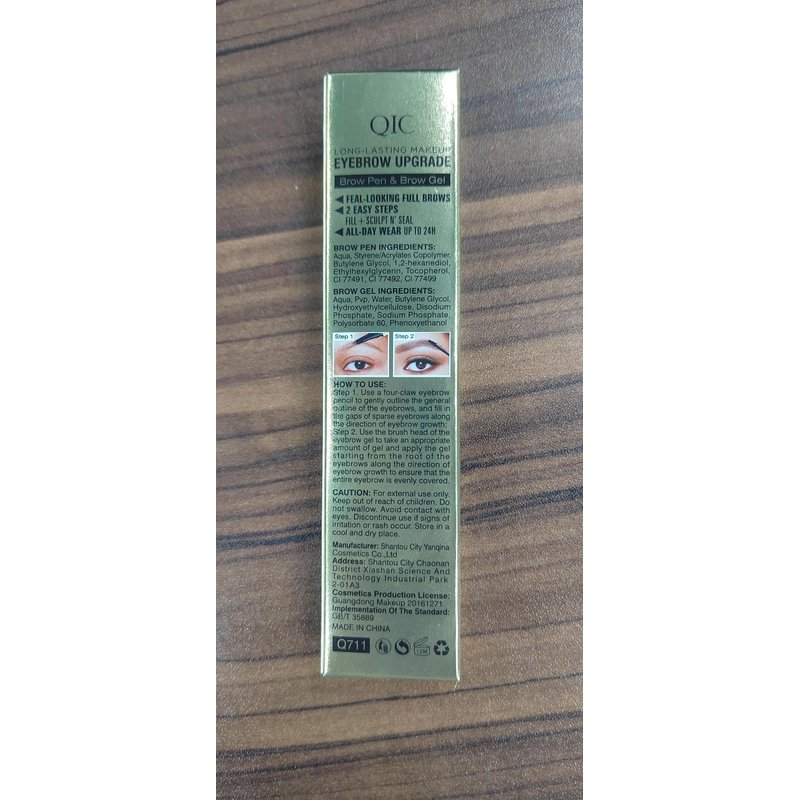 QIC
LONG-LASTING MAKEUP
EYEBROW UPGRADE
Brow Pen & Brow Gel
FEAL-LOOKING FULL BROWS
2 EASY STEPS
FILL + SCULPT N' SEAL
ALL-DAY WEAR UP TO 24H
BROW PEN INGREDIENTS:
Aqua, Styrene/Acrylates Copolymer,
Butylene Glycol, 1,2-hexanediol,
Ethylhexylglycerin, Tocopherol,
CI 77491, CI 77492, CI 77499
BROW GEL INGREDIENTS:
Aqua, Pvp, Water, Butylene Glycol,
Hydroxyethylcellulose, Disodium
Phosphate, Sodium Phosphate,
Polysorbate 60, Phenoxyethanol
Step 1
Step 2
HOW TO USE:
Step 1. Use a four-claw eyebrow
pencil to gently outline the general
outline of the eyebrows, and fill in
the gaps of sparse eyebrows along
the direction of eyebrow growth;
Step 2. Use the brush head of the
eyebrow gel to take an appropriate
amount of gel and apply the gel
starting from the root of the
eyebrows along the direction of
eyebrow growth to ensure that the
entire eyebrow is evenly covered.
CAUTION: For external use only.
Keep out of reach of children. Do
not swallow. Avoid contact with
eyes. Discontinue use if signs of
irritation or rash occur. Store in a
cool and dry place.
Manufacturer: Shantou City Yanqina
Cosmetics Co.,Ltd
Address: Shantou City Chaonan
District Xiashan Science And
Technology Industrial Park
2-01A3
Cosmetics Production License:
Guangdong Makeup 20161271
Implementation Of The Standard:
GB/T 35889
MADE IN CHINA
Q711
12M